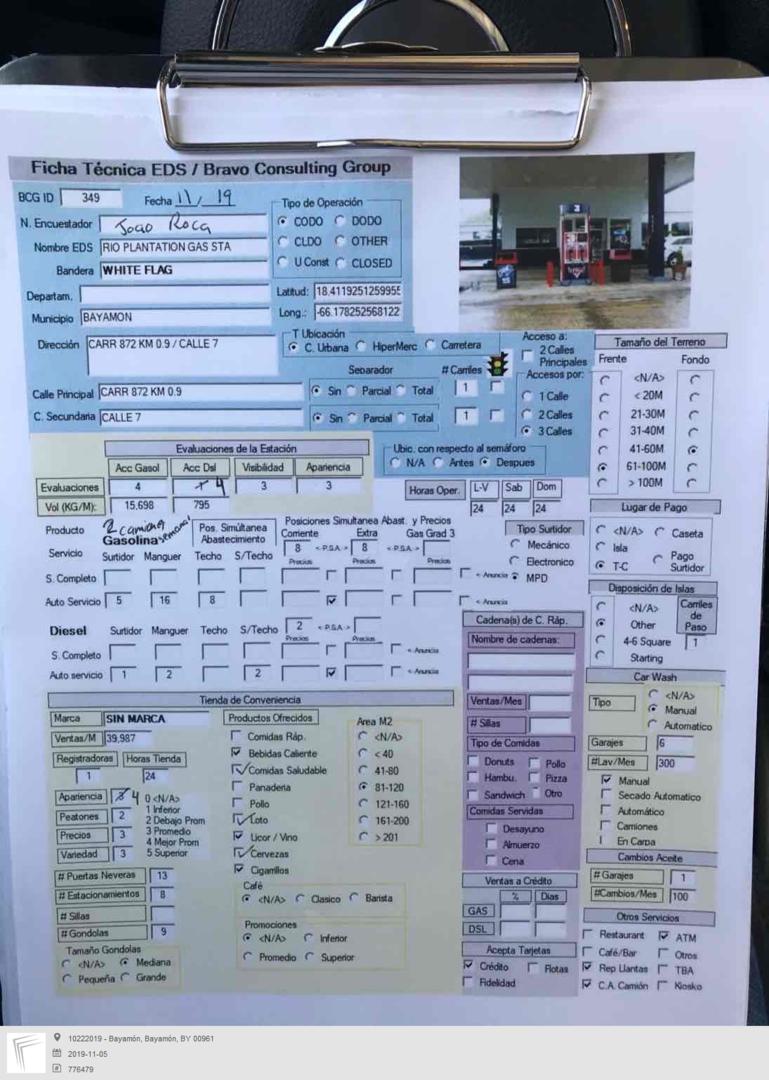 Ficha Técnica EDS / Bravo Consulting Group
BCG ID 349 Fecha 11/19
N. Encuestador Joao Roca
Nombre EDS RIO PLANTATION GAS STA
Bandera WHITE FLAG
Tipo de Operación
CODO DODO
CLDO OTHER
U Const CLOSED
Departam.
Municipio BAYAMON
Latitud: 18.4119251259955
Long.: -66.178252568122
Dirección CARR 872 KM 0.9 / CALLE 7
T Ubicación
C. Urbana HiperMerc Carretera
Separador # Carriles
Calle Principal CARR 872 KM 0.9 Sin Parcial Total 1
C. Secundaria CALLE 7 Sin Parcial Total 1
Acceso a:
2 Calles
Principales
Accesos por:
1 Calle
2 Calles
3 Calles
Ubic. con respecto al semáforo
N/A Antes Despues
Tamaño del Terreno
Frente Fondo
<N/A>
< 20M
21-30M
31-40M
41-60M
61-100M
> 100M
Evaluaciones de la Estación
Acc Gasol Acc Dsl Visibilidad Apariencia
Evaluaciones 4 4 3 3
Vol (KG/M): 15,698 795
Horas Oper. L-V Sab Dom
24 24 24
Lugar de Pago
<N/A> Caseta
Isla
T-C Pago
Surtidor
Producto 2 camiones semanal
Gasolina
Pos. Simúltanea
Abastecimiento
Posiciones Simultanea Abast. y Precios
Corriente Extra Gas Grad 3
Servicio Surtidor Manguer Techo S/Techo 8 < P.S.A > 8 < P.S.A >
Precios Precios Precios
S. Completo < Anuncia
Auto Servicio 5 16 8 < Anuncia
Tipo Surtidor
Mecánico
Electronico
MPD
Disposición de Islas
<N/A>
Other
4-6 Square
Starting
Carriles
de
Paso
1
Diesel Surtidor Manguer Techo S/Techo 2 < P.S.A >
Precios Precios
S. Completo < Anuncia
Auto servicio 1 2 2 < Anuncia
Cadena(s) de C. Ráp.
Nombre de cadenas:
Ventas/Mes
# Sillas
Tipo de Comidas
Donuts Pollo
Hambu. Pizza
Sandwich Otro
Comidas Servidas
Desayuno
Almuerzo
Cena
Car Wash
Tipo
<N/A>
Manual
Automatico
Garajes 6
#Lav/Mes 300
Manual
Secado Automatico
Automático
Camiones
En Carpa
Cambios Aceite
# Garajes 1
#Cambios/Mes 100
Tienda de Conveniencia
Marca SIN MARCA
Ventas/M 39,987
Registradoras Horas Tienda
1 24
Apariencia 3 4
Peatones 2
Precios 3
Variedad 3
0 <N/A>
1 Inferior
2 Debajo Prom
3 Promedio
4 Mejor Prom
5 Superior
# Puertas Neveras 13
# Estacionamientos 8
# Sillas
# Gondolas 9
Tamaño Gondolas
<N/A> Mediana
Pequeña Grande
Productos Ofrecidos
Comidas Ráp.
Bebidas Caliente
Comidas Saludable
Panaderia
Pollo
Loto
Licor / Vino
Cervezas
Cigarrillos
Area M2
<N/A>
< 40
41-80
81-120
121-160
161-200
> 201
Café
<N/A> Clasico Barista
Promociones
<N/A> Inferior
Promedio Superior
Ventas a Crédito
% Dias
GAS
DSL
Acepta Tarjetas
Crédito Flotas
Fidelidad
Otros Servicios
Restaurant ATM
Café/Bar Otros
Rep Llantas TBA
C.A. Camión Kiosko
10222019 - Bayamón, Bayamón, BY 00961
2019-11-05
776479